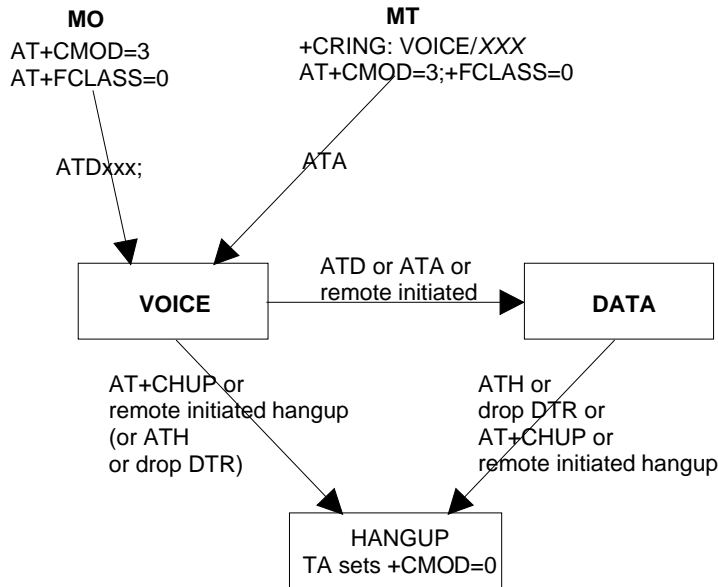 MO
AT+CMOD=3
AT+FCLASS=0
MT
+CRING: VOICE/XXX
AT+CMOD=3;+FCLASS=0
ATDxxx;
ATA
VOICE
ATD or ATA or
remote initiated
DATA
AT+CHUP or
remote initiated hangup
(or ATH
or drop DTR)
ATH or
drop DTR or
AT+CHUP or
remote initiated hangup
HANGUP
TA sets +CMOD=0